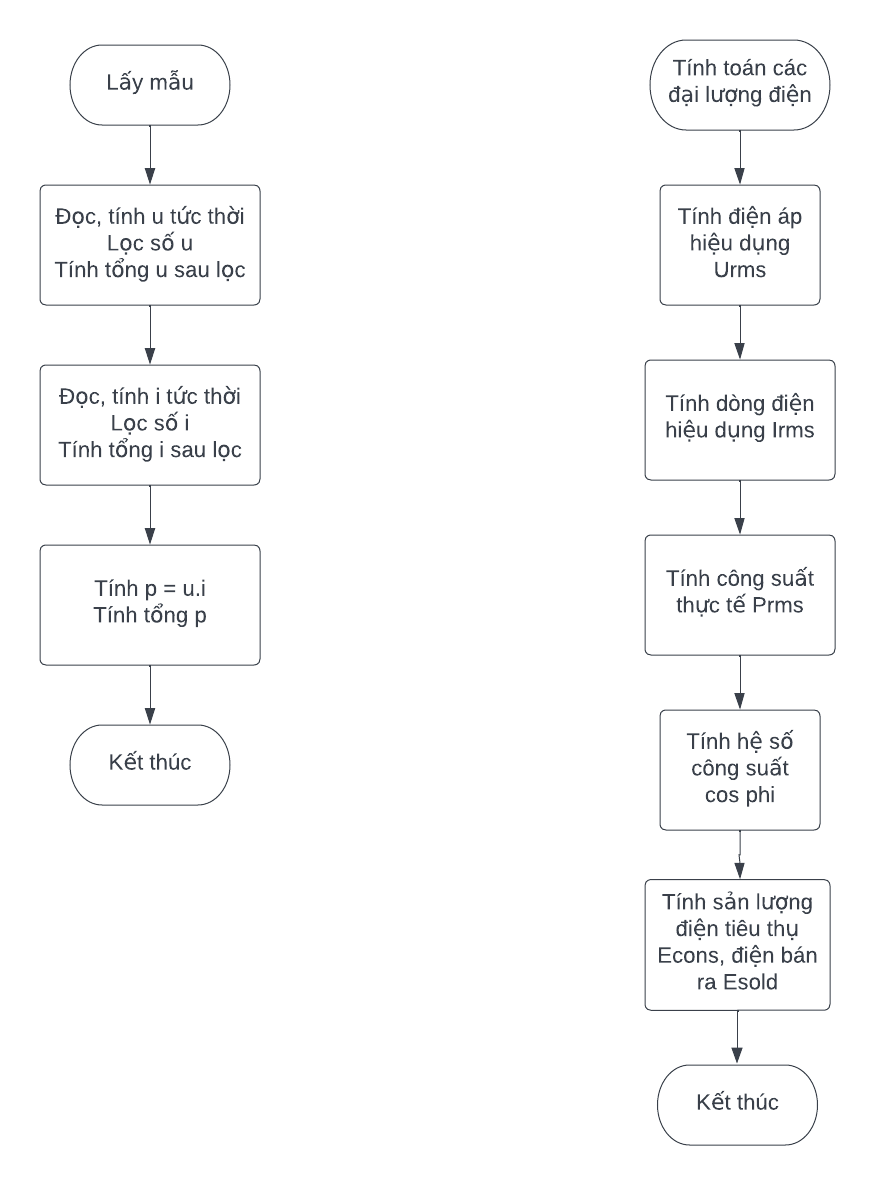 Lấy mẫu
Đọc, tính u tức thời
Lọc số u
Tính tổng u sau lọc
Đọc, tính i tức thời
Lọc số i
Tính tổng i sau lọc
Tính p = u.i
Tính tổng p
Kết thúc
Tính toán các
đại lượng điện
Tính điện áp
hiệu dụng
Urms
Tính dòng điện
hiệu dụng Irms
Tính công suất
thực tế Prms
Tính hệ số
công suất
cos phi
Tính sản lượng
điện tiêu thụ
Econs, điện bán
ra Esold
Kết thúc